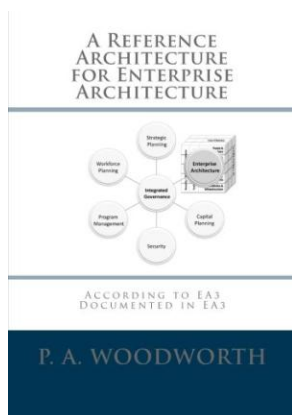 A REFERENCE
ARCHITECTURE
FOR ENTERPRISE
ARCHITECTURE
Strategic
Planning
Workforce
Planning
Enterprise
Architecture
Integrated
Governance
Program
Management
Capital
Planning
Security
ACCORDING TO EA3
DOCUMENTED IN EA3
P. A. WOODWORTH